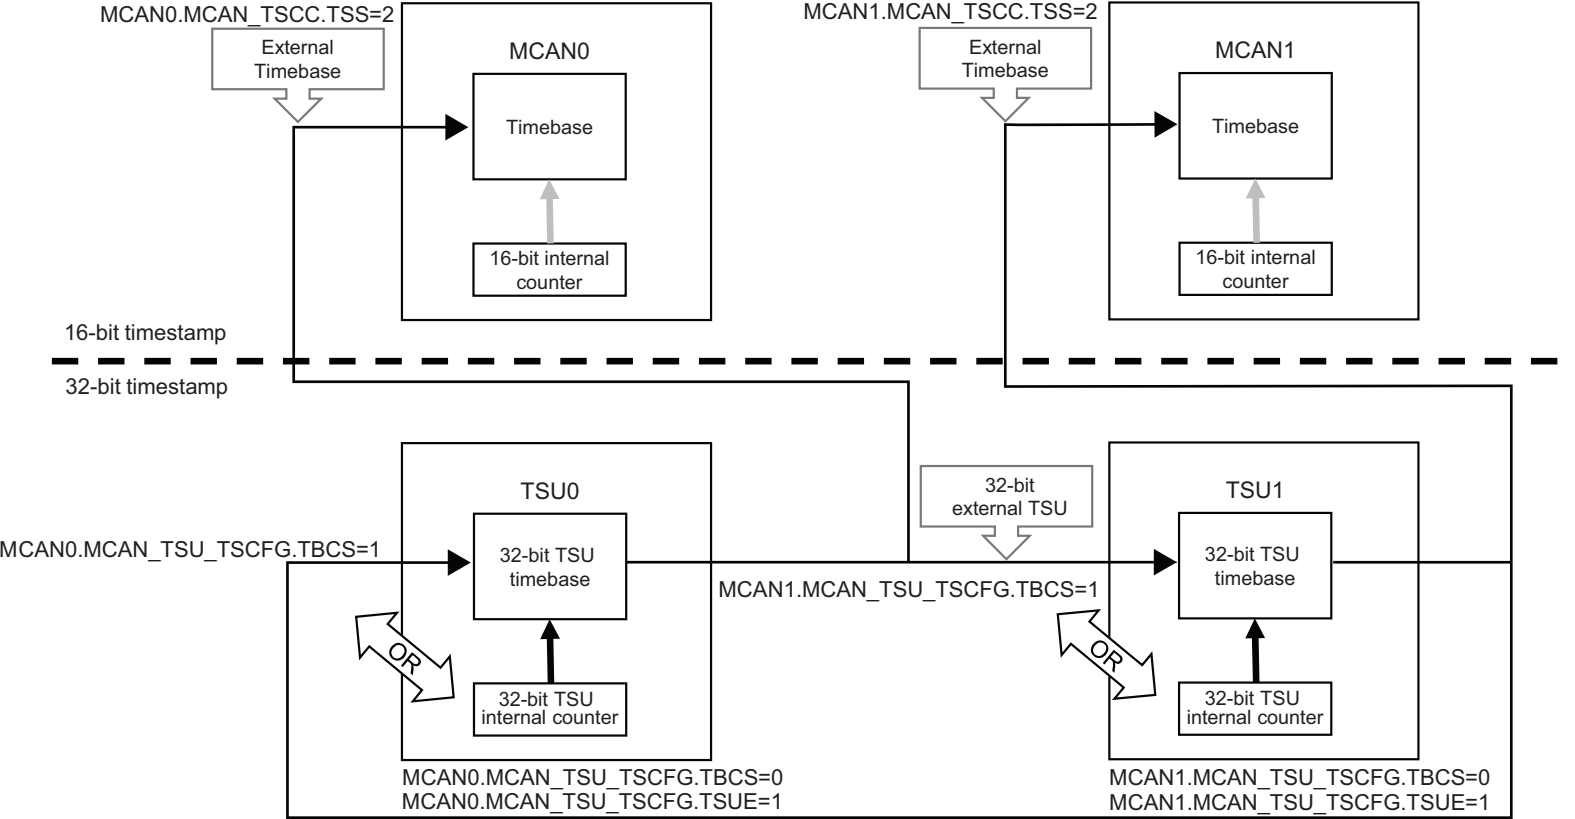 MCAN0.MCAN_TSCC.TSS=2
External
Timebase
MCAN0
Timebase
16-bit internal
counter
MCAN1.MCAN_TSCC.TSS=2
External
Timebase
MCAN1
Timebase
16-bit internal
counter
16-bit timestamp
32-bit timestamp
TSU0
MCAN0.MCAN_TSU_TSCFG.TBCS=1
32-bit TSU
timebase
OR
32-bit TSU
internal counter
MCAN0.MCAN_TSU_TSCFG.TBCS=0
MCAN0.MCAN_TSU_TSCFG.TSUE=1
32-bit
external TSU
MCAN1.MCAN_TSU_TSCFG.TBCS=1
TSU1
32-bit TSU
timebase
OR
32-bit TSU
internal counter
MCAN1.MCAN_TSU_TSCFG.TBCS=0
MCAN1.MCAN_TSU_TSCFG.TSUE=1